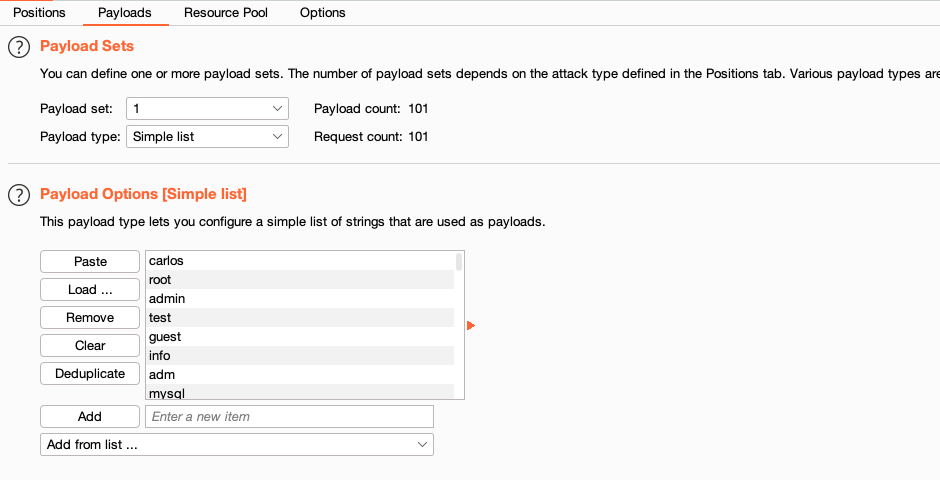 Positions Payloads Resource Pool Options
? Payload Sets
You can define one or more payload sets. The number of payload sets depends on the attack type defined in the Positions tab. Various payload types are
Payload set: 1 Payload count: 101
Payload type: Simple list Request count: 101
? Payload Options [Simple list]
This payload type lets you configure a simple list of strings that are used as payloads.
Paste
Load ...
Remove
Clear
Deduplicate
carlos
root
admin
test
guest
info
adm
mysql
Add Enter a new item
Add from list ...